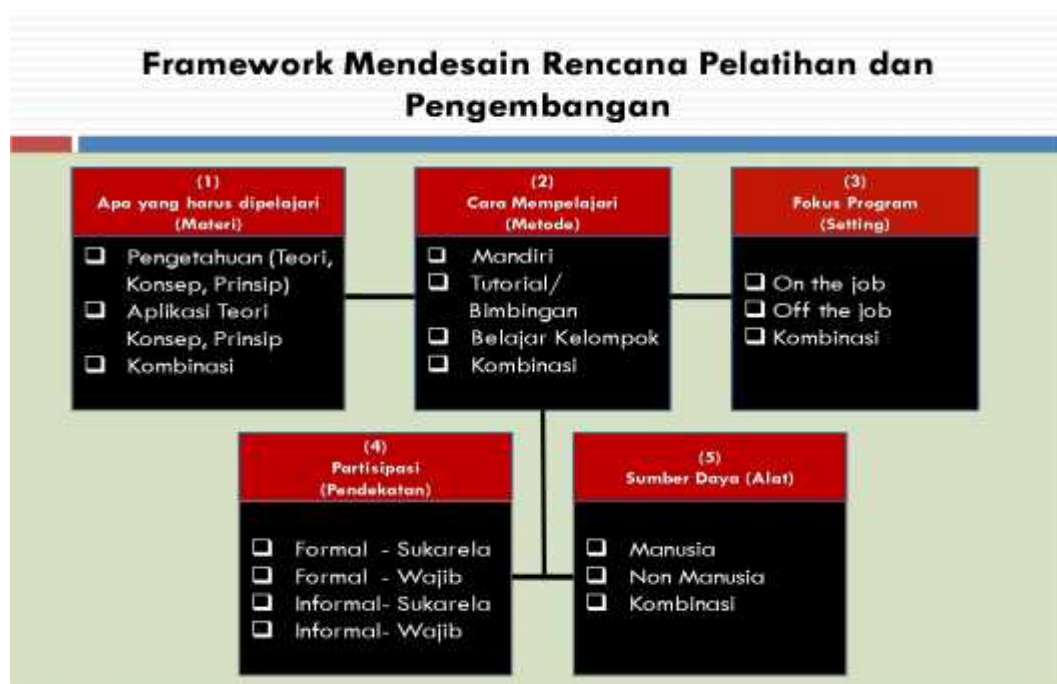 Framework Mendesain Rencana Pelatihan dan
Pengembangan
(1)
Apa yang harus dipelajari
(Materi)
Pengetahuan (Teori,
Konsep, Prinsip)
Aplikasi Teori
Konsep, Prinsip
Kombinasi
(2)
Cara Mempelajari
(Metode)
Mandiri
Tutorial/
Bimbingan
Belajar Kelompok
Kombinasi
(3)
Fokus Program
(Setting)
On the job
Off the job
Kombinasi
(4)
Partisipasi
(Pendekatan)
Formal - Sukarela
Formal - Wajib
Informal- Sukarela
Informal- Wajib
(5)
Sumber Daya (Alat)
Manusia
Non Manusia
Kombinasi